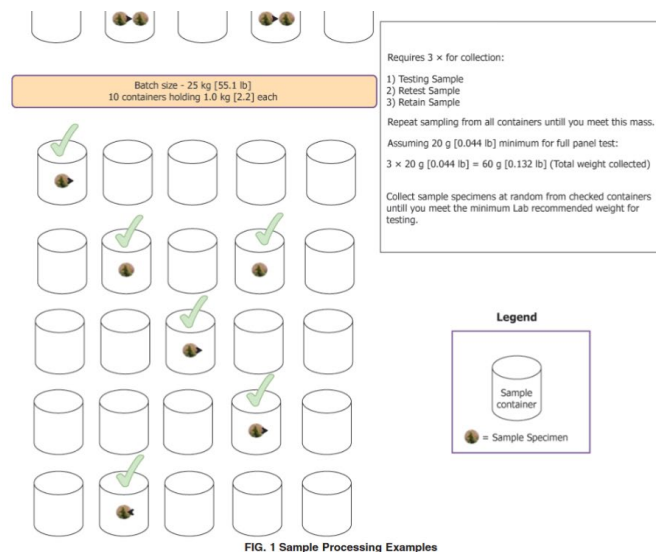 Requires 3 × for collection:
1) Testing Sample
2) Retest Sample
3) Retain Sample
Repeat sampling from all containers untill you meet this mass.
Assuming 20 g [0.044 lb] minimum for full panel test:
3 × 20 g [0.044 lb] = 60 g [0.132 lb] (Total weight collected)
Collect sample specimens at random from checked containers
untill you meet the minimum Lab recommended weight for
testing.
Batch size - 25 kg [55.1 lb]
10 containers holding 1.0 kg [2.2] each
Legend
Sample
container
= Sample Specimen
FIG. 1 Sample Processing Examples